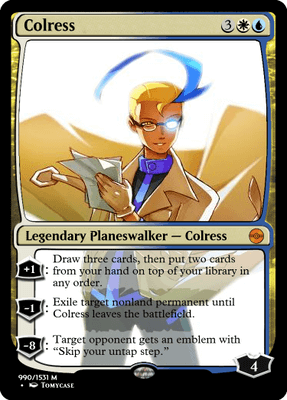 Colress 3
Legendary Planeswalker — Colress
+1: Draw three cards, then put two cards
from your hand on top of your library in
any order.
-1: Exile target nonland permanent until
Colress leaves the battlefield.
-8: Target opponent gets an emblem with
“Skip your untap step.”
4
990/1531 M
• TOMYCASE